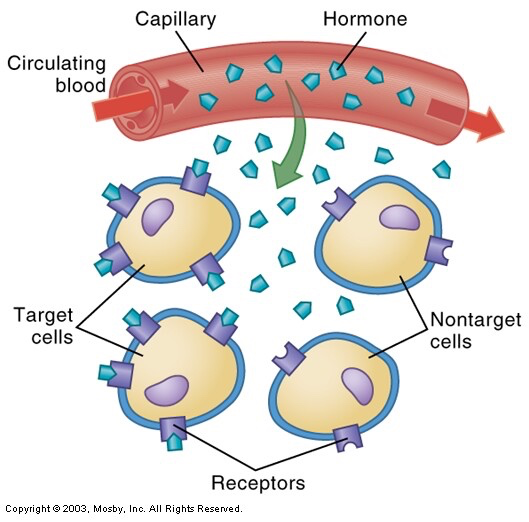 Capillary
Hormone
Circulating
blood
Target
cells
Nontarget
cells
Receptors
Copyright © 2003, Mosby, Inc. All Rights Reserved.